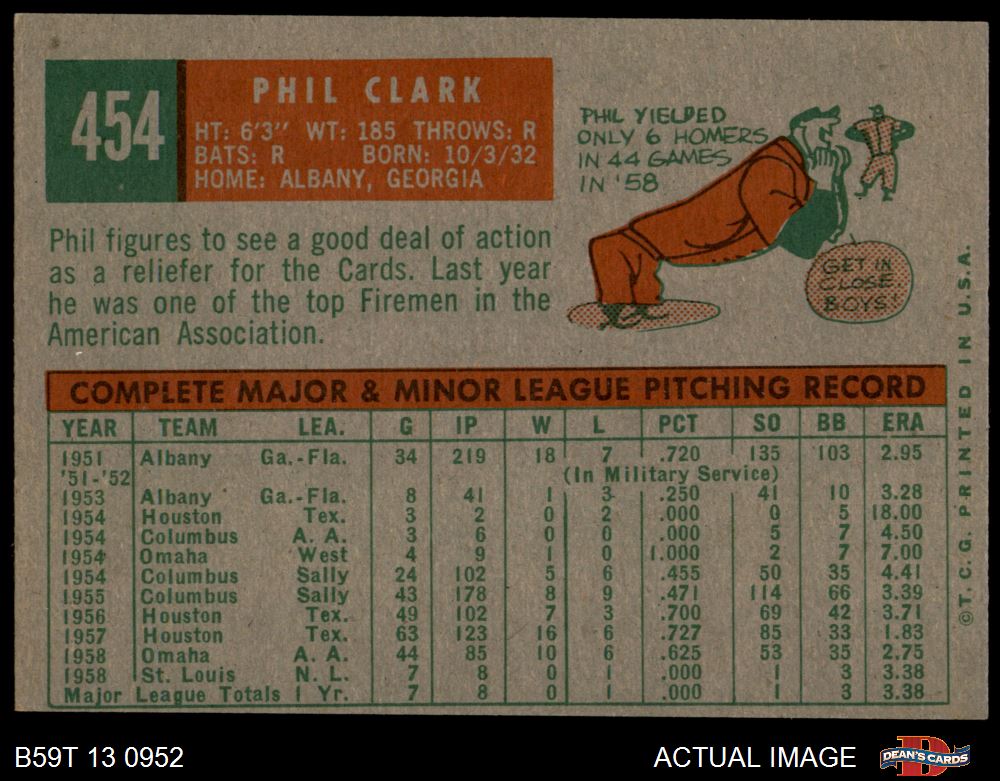 454
PHIL CLARK
HT: 6'3" WT: 185 THROWS: R
BATS: R BORN: 10/3/32
HOME: ALBANY, GEORGIA
PHIL YIELDED
ONLY 6 HOMERS
IN 44 GAMES
IN '58
GET IN
CLOSE
BOYS!
Phil figures to see a good deal of action
as a reliefer for the Cards. Last year
he was one of the top Firemen in the
American Association.
COMPLETE MAJOR & MINOR LEAGUE PITCHING RECORD
YEAR TEAM LEA. G IP W L PCT SO BB ERA
1951 Albany Ga.-Fla. 34 219 18 7 .720 135 103 2.95
'51-'52 (In Military Service)
1953 Albany Ga.-Fla. 8 41 1 3 .250 41 10 3.28
1954 Houston Tex. 3 2 0 2 .000 0 5 18.00
1954 Columbus A. A. 3 6 0 0 .000 5 7 4.50
1954 Omaha West 4 9 1 0 1.000 2 7 7.00
1954 Columbus Sally 24 102 5 6 .455 50 35 4.41
1955 Columbus Sally 43 178 8 9 .471 114 66 3.39
1956 Houston Tex. 49 102 7 3 .700 69 42 3.71
1957 Houston Tex. 63 123 16 6 .727 85 33 1.83
1958 Omaha A. A. 44 85 10 6 .625 53 35 2.75
1958 St. Louis N. L. 7 8 0 1 .000 1 3 3.38
Major League Totals 1 Yr. 7 8 0 1 .000 1 3 3.38
© T. C. G. PRINTED IN U.S.A.
B59T 13 0952
ACTUAL IMAGE
D
DEAN'S CARDS